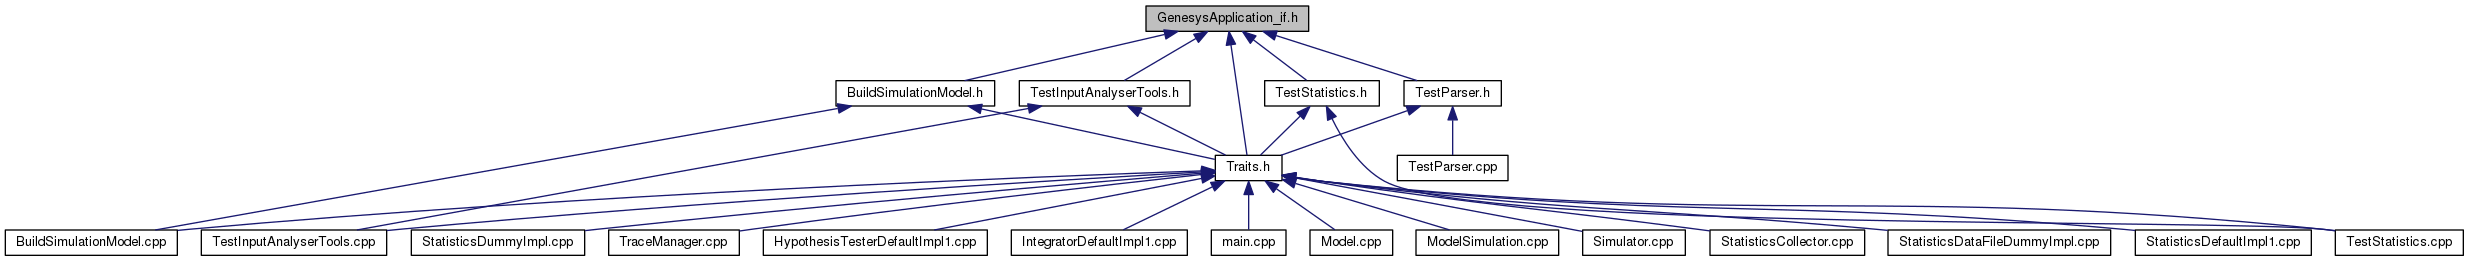 GenesysApplication_if.h
BuildSimulationModel.h
TestInputAnalyserTools.h
TestStatistics.h
TestParser.h
Traits.h
TestParser.cpp
BuildSimulationModel.cpp
TestInputAnalyserTools.cpp
StatisticsDummyImpl.cpp
TraceManager.cpp
HypothesisTesterDefaultImpl1.cpp
IntegratorDefaultImpl1.cpp
main.cpp
Model.cpp
ModelSimulation.cpp
Simulator.cpp
StatisticsCollector.cpp
StatisticsDataFileDummyImpl.cpp
StatisticsDefaultImpl1.cpp
TestStatistics.cpp